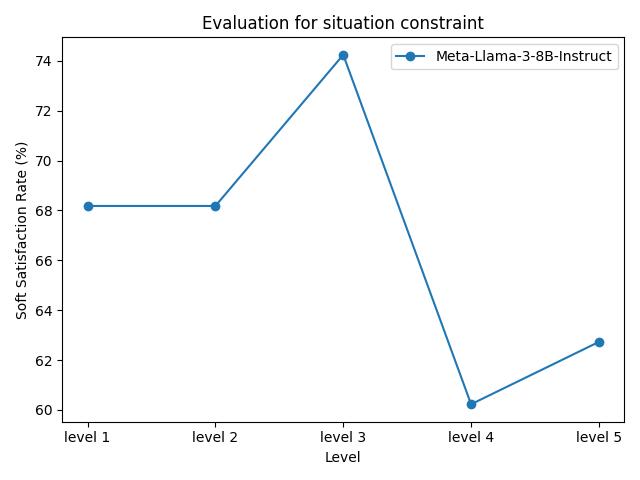 Evaluation for situation constraint
Meta-Llama-3-8B-Instruct
Soft Satisfaction Rate (%)
74
72
70
68
66
64
62
60
level 1 level 2 level 3 level 4 level 5
Level